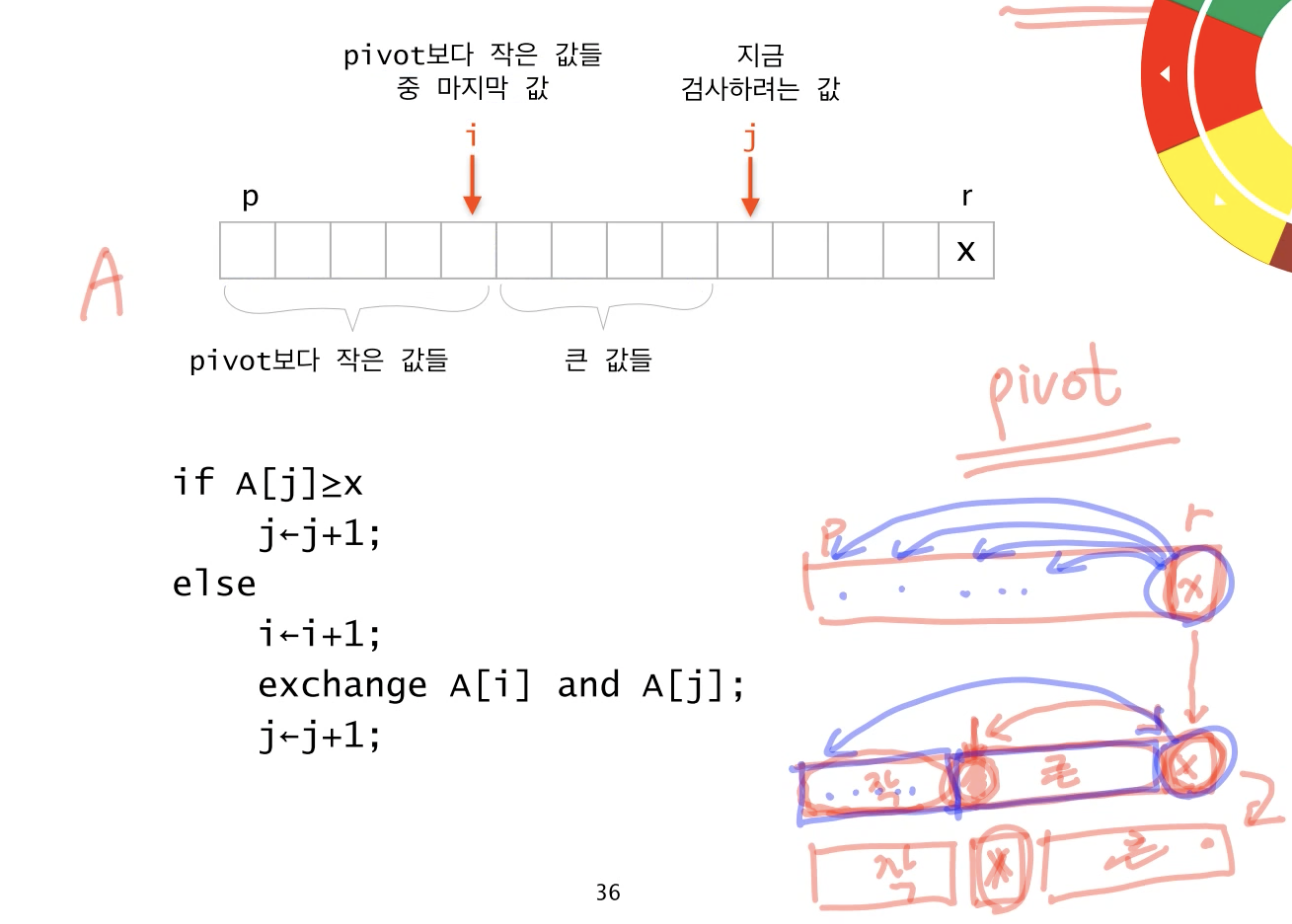 pivot보다 작은 값들
중 마지막 값
지금
검사하려는 값
i
j
p
r
x
A
pivot보다 작은 값들
큰 값들
if A[j]≥x
j←j+1;
else
i←i+1;
exchange A[i] and A[j];
j←j+1;
pivot
p
r
x
작
큰
x
작
x
큰
36